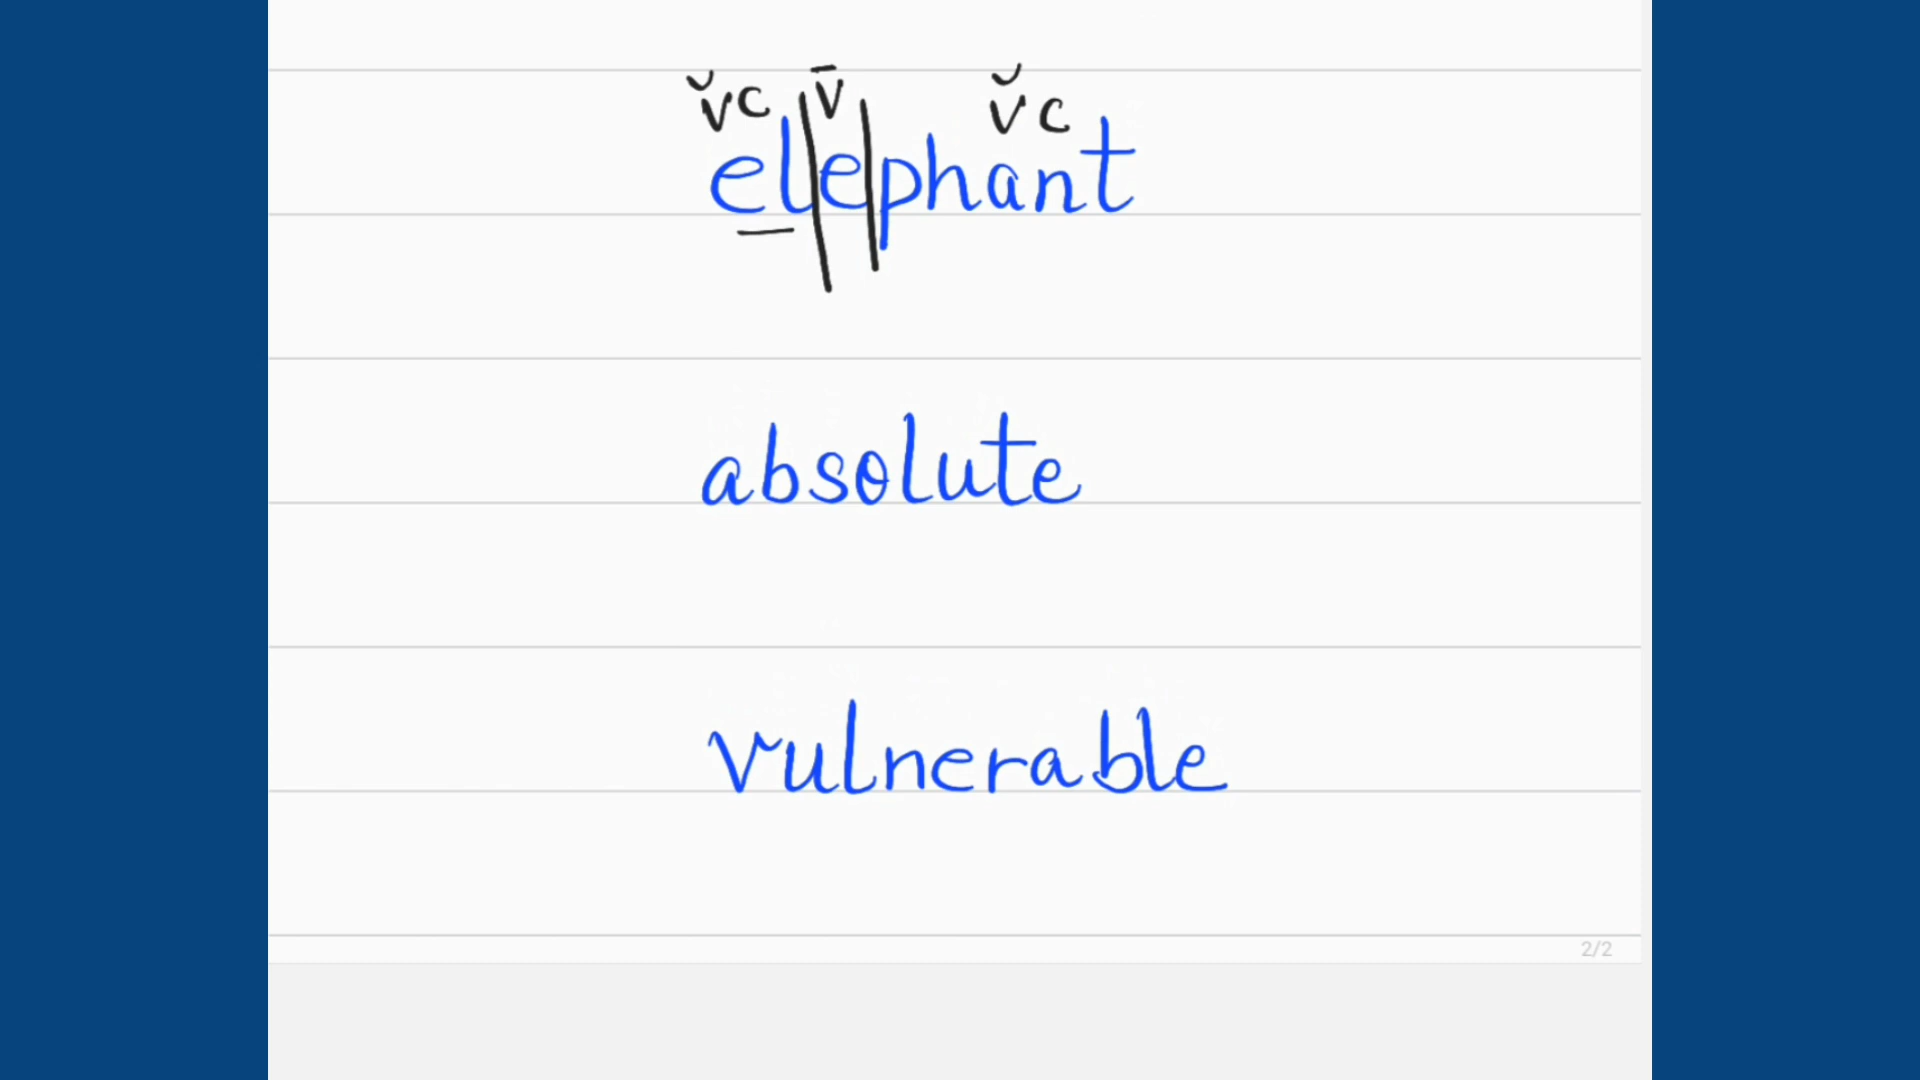 v̆c | v̄ | v̆c
el|e|phant
absolute
vulnerable
2/2